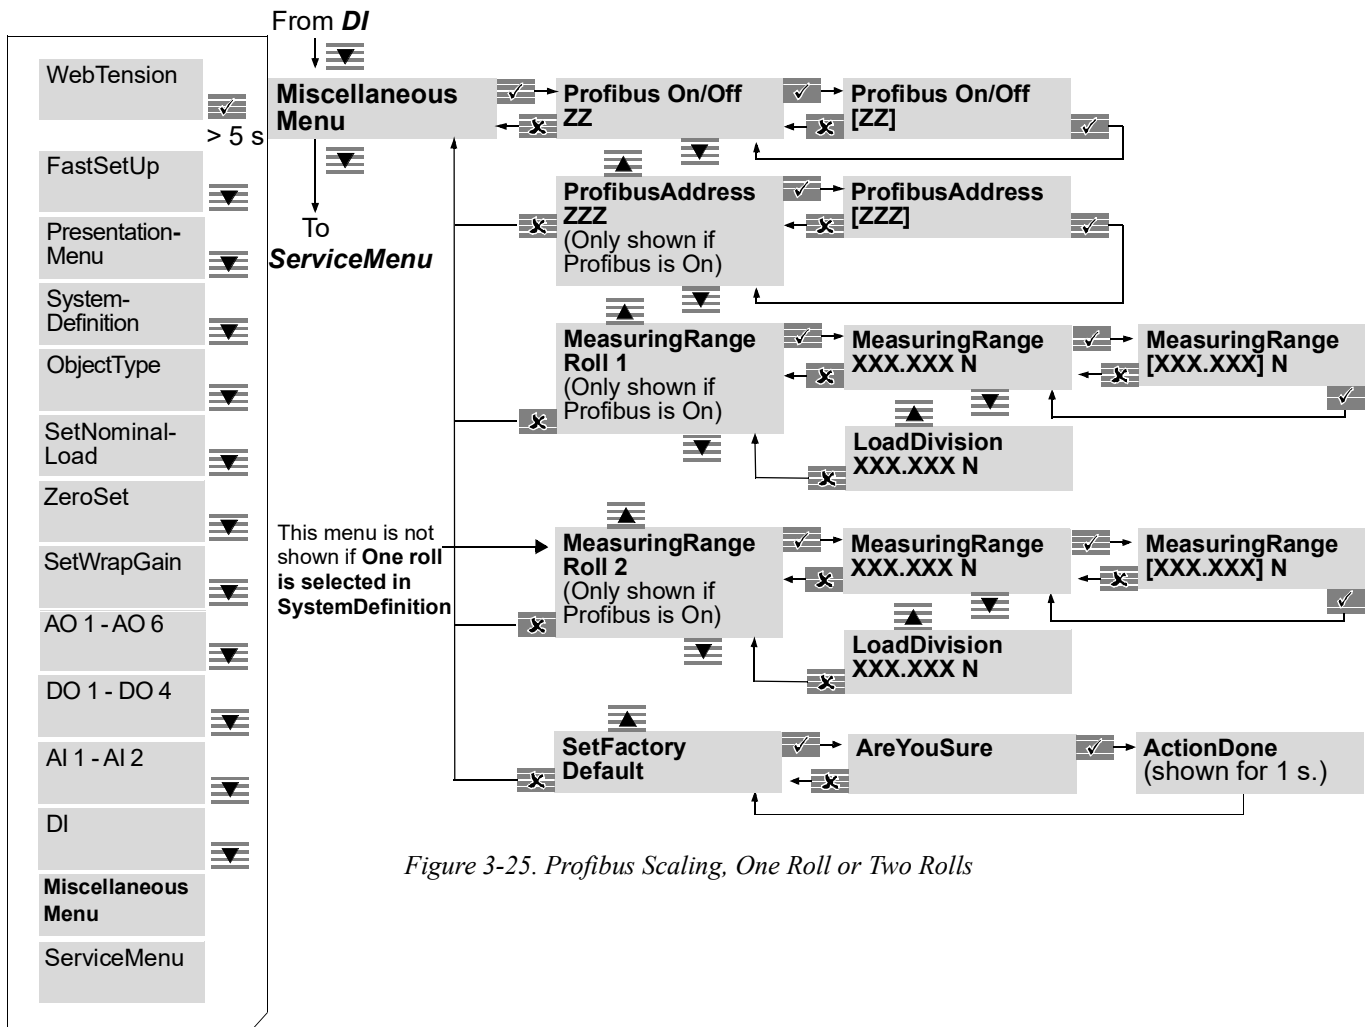 From DI
WebTension
> 5 s
FastSetUp
Presentation-
Menu
System-
Definition
ObjectType
SetNominal-
Load
ZeroSet
SetWrapGain
AO 1 - AO 6
DO 1 - DO 4
AI 1 - AI 2
DI
Miscellaneous
Menu
ServiceMenu
Miscellaneous
Menu
To
ServiceMenu
Profibus On/Off
ZZ
Profibus On/Off
[ZZ]
ProfibusAddress
ZZZ
(Only shown if
Profibus is On)
ProfibusAddress
[ZZZ]
MeasuringRange
Roll 1
(Only shown if
Profibus is On)
MeasuringRange
XXX.XXX N
MeasuringRange
[XXX.XXX] N
LoadDivision
XXX.XXX N
This menu is not
shown if One roll
is selected in
SystemDefinition
MeasuringRange
Roll 2
(Only shown if
Profibus is On)
MeasuringRange
XXX.XXX N
MeasuringRange
[XXX.XXX] N
LoadDivision
XXX.XXX N
SetFactory
Default
AreYouSure
ActionDone
(shown for 1 s.)
Figure 3-25. Profibus Scaling, One Roll or Two Rolls